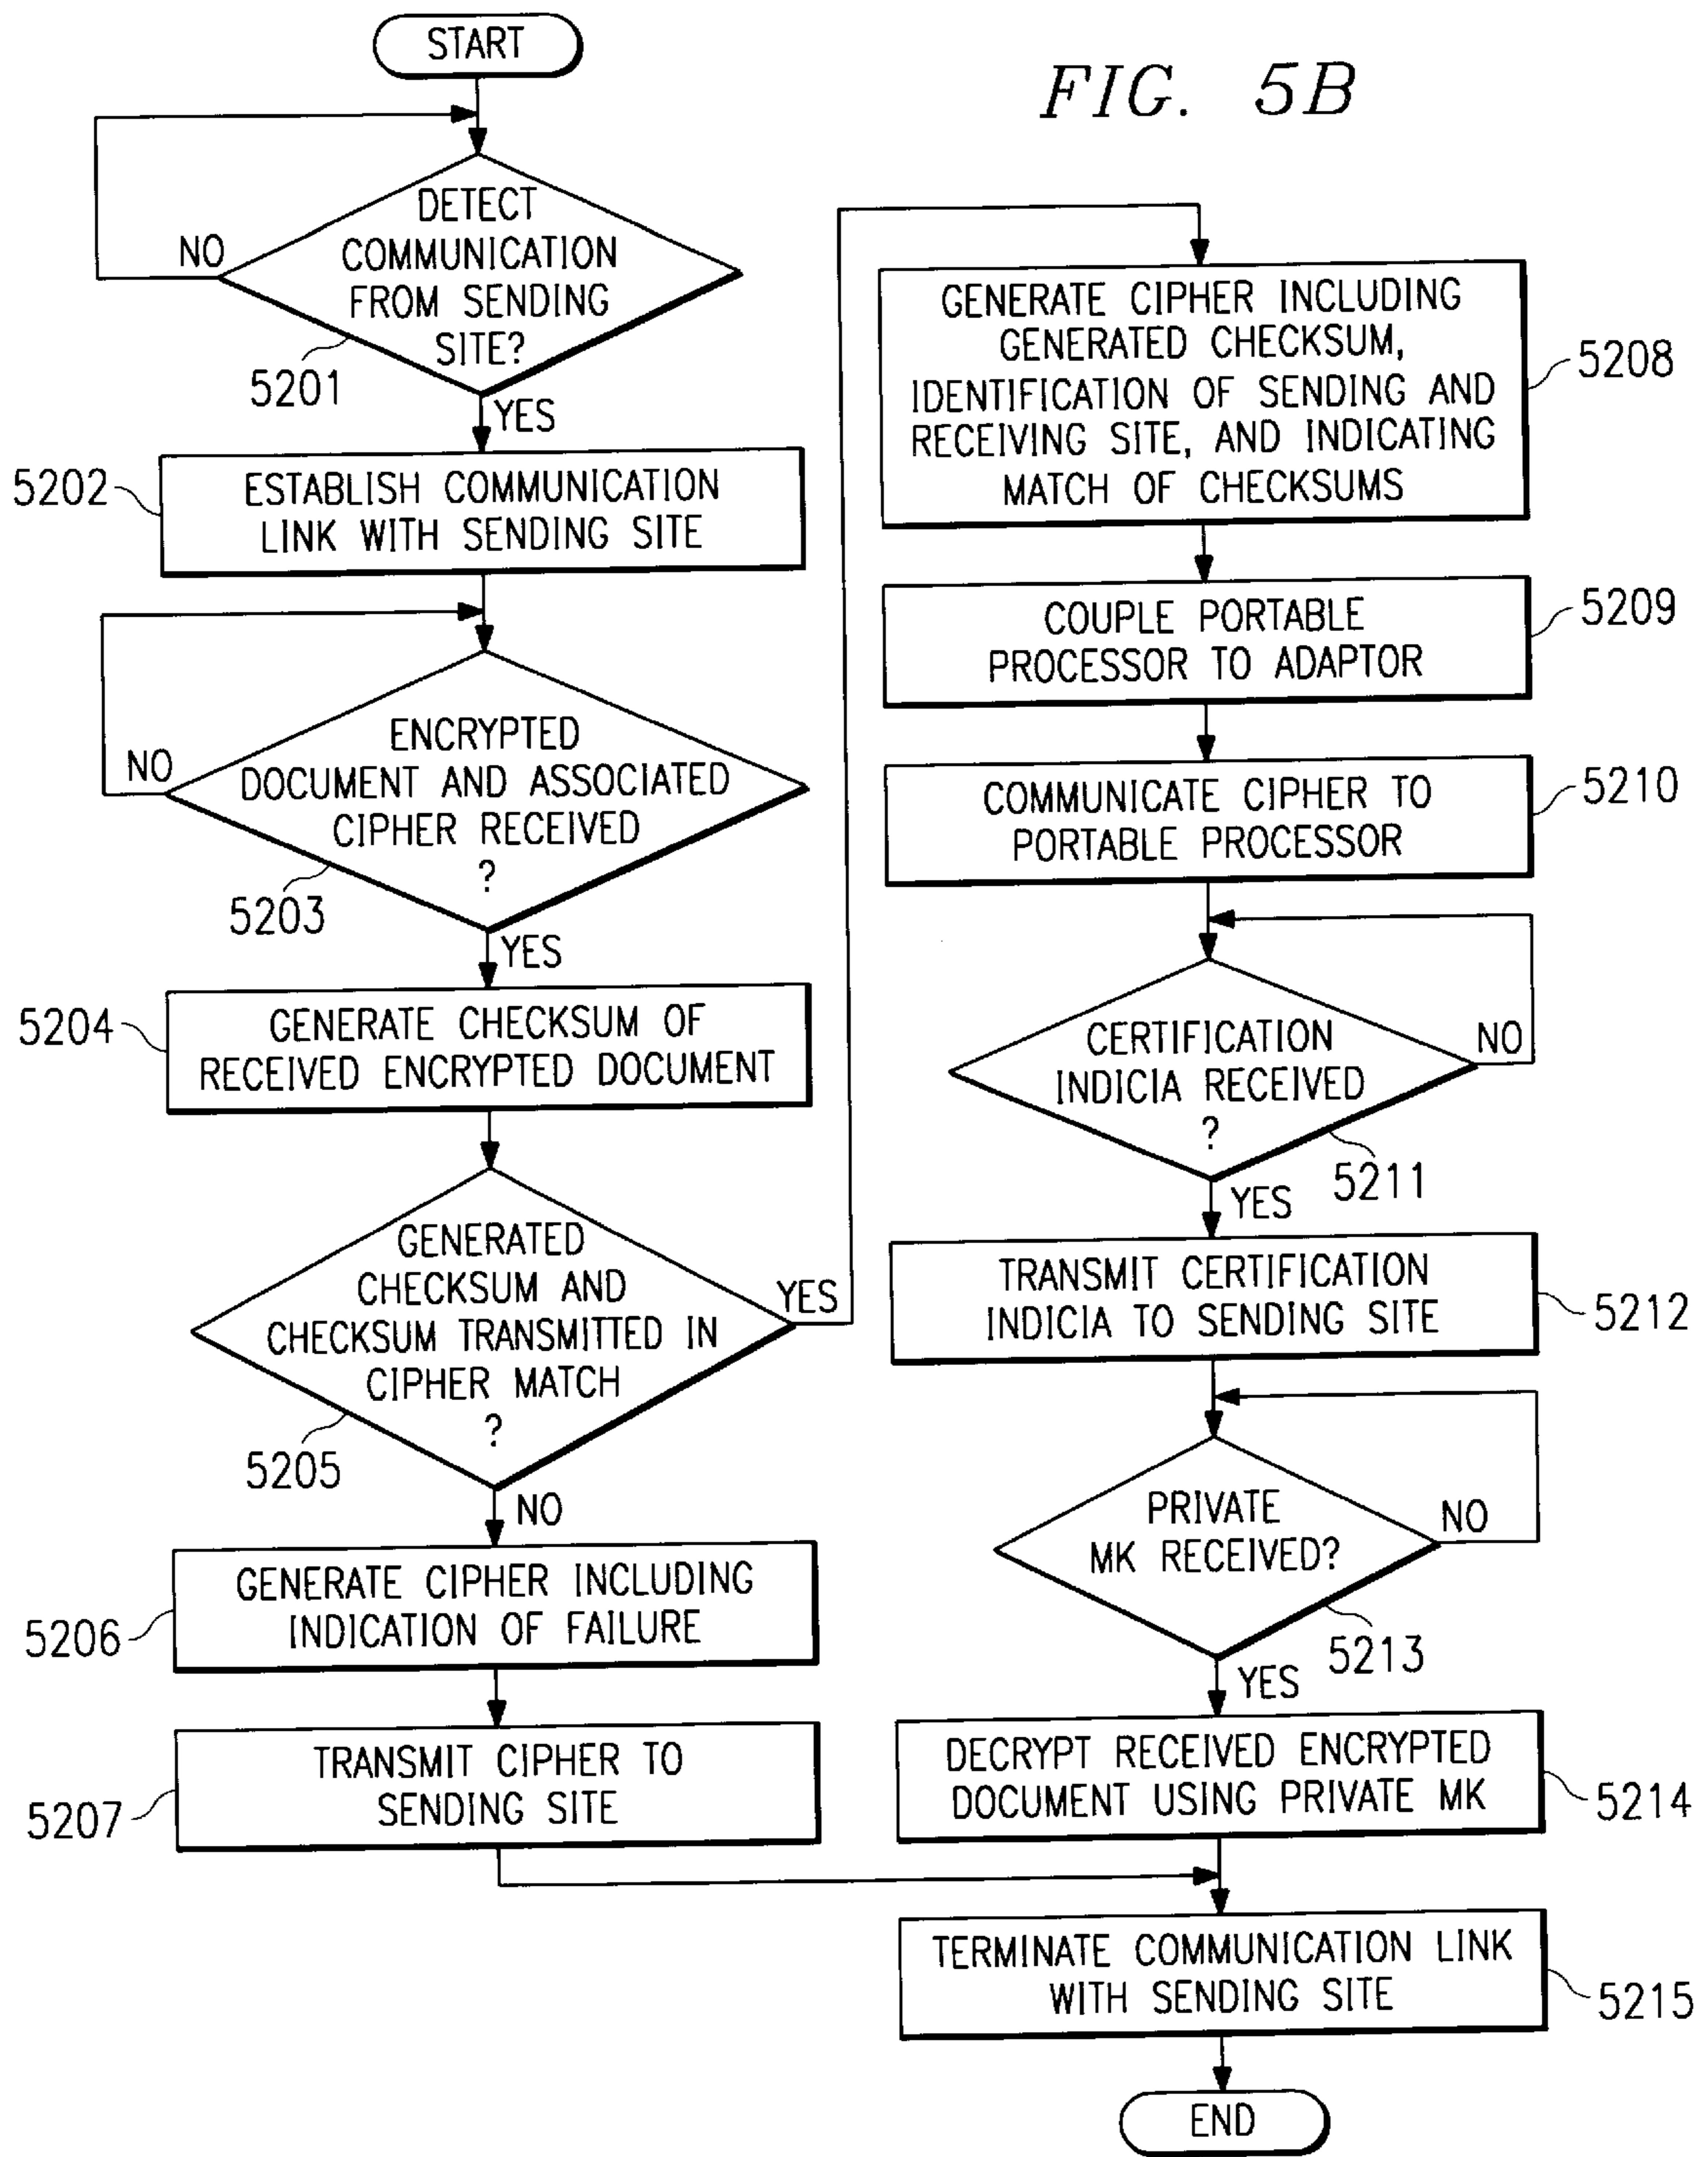 START
FIG. 5B
DETECT
COMMUNICATION
FROM SENDING
SITE?
NO
5201
YES
5202
ESTABLISH COMMUNICATION
LINK WITH SENDING SITE
ENCRYPTED
DOCUMENT AND ASSOCIATED
CIPHER RECEIVED
?
NO
5203
YES
5204
GENERATE CHECKSUM OF
RECEIVED ENCRYPTED DOCUMENT
GENERATED
CHECKSUM AND
CHECKSUM TRANSMITTED IN
CIPHER MATCH
?
YES
5205
NO
GENERATE CIPHER INCLUDING
INDICATION OF FAILURE
5206
TRANSMIT CIPHER TO
SENDING SITE
5207
GENERATE CIPHER INCLUDING
GENERATED CHECKSUM,
IDENTIFICATION OF SENDING AND
RECEIVING SITE, AND INDICATING
MATCH OF CHECKSUMS
5208
COUPLE PORTABLE
PROCESSOR TO ADAPTOR
5209
COMMUNICATE CIPHER TO
PORTABLE PROCESSOR
5210
CERTIFICATION
INDICIA RECEIVED
?
NO
5211
YES
TRANSMIT CERTIFICATION
INDICIA TO SENDING SITE
5212
PRIVATE
MK RECEIVED?
NO
5213
YES
DECRYPT RECEIVED ENCRYPTED
DOCUMENT USING PRIVATE MK
5214
TERMINATE COMMUNICATION LINK
WITH SENDING SITE
5215
END